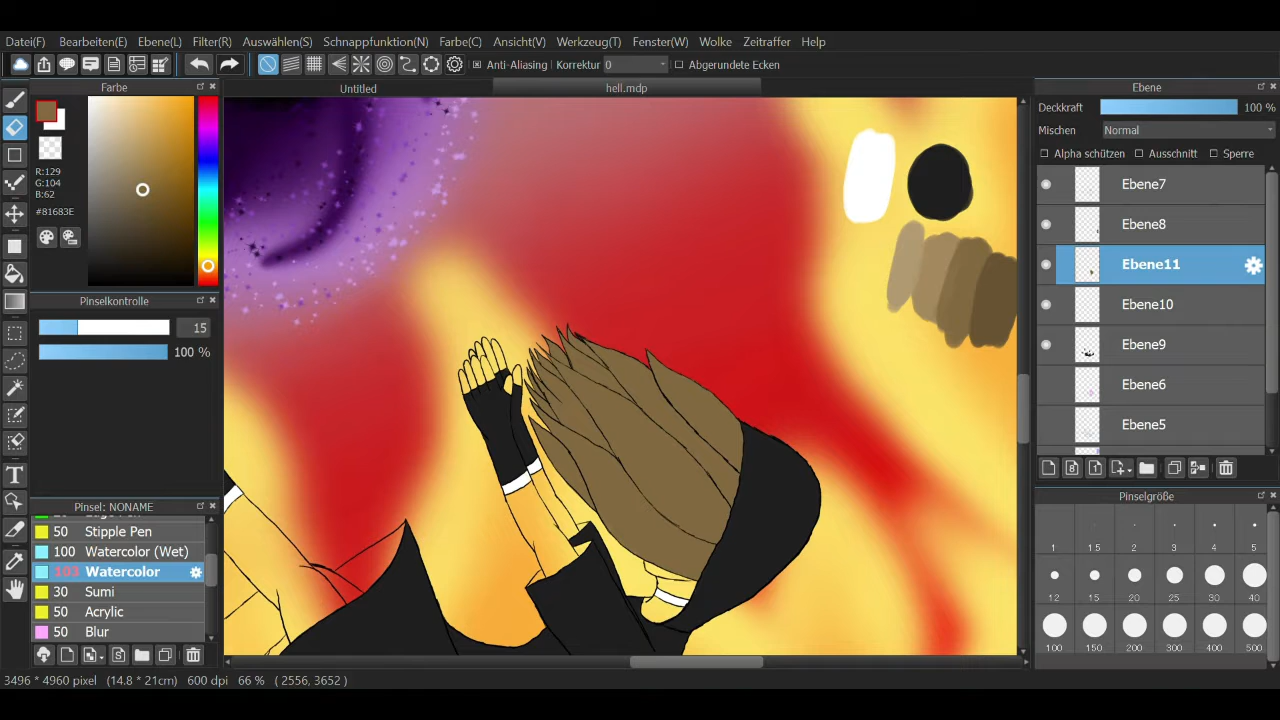 Datei(F) Bearbeiten(E) Ebene(L) Filter(R) Auswählen(S) Schnappfunktion(N) Farbe(C) Ansicht(V) Werkzeug(T) Fenster(W) Wolke Zeitraffer Help
Anti-Aliasing Korrektur 0 Abgerundete Ecken
Farbe
Untitled
hell.mdp
Ebene
Deckkraft 100 %
Mischen Normal
Alpha schützen Ausschnitt Sperre
R:129
G:104
B:62
#81683E
Ebene7
Ebene8
Ebene11
Ebene10
Ebene9
Ebene6
Ebene5
Pinselkontrolle
15
100 %
Pinsel: NONAME
50 Stipple Pen
100 Watercolor (Wet)
103 Watercolor
30 Sumi
50 Acrylic
50 Blur
T
8
1
S
Pinselgröße
1 1.5 2 3 4 5
12 15 20 25 30 40
100 150 200 300 400 500
3496 * 4960 pixel (14.8 * 21cm) 600 dpi 66 % ( 2556, 3652 )